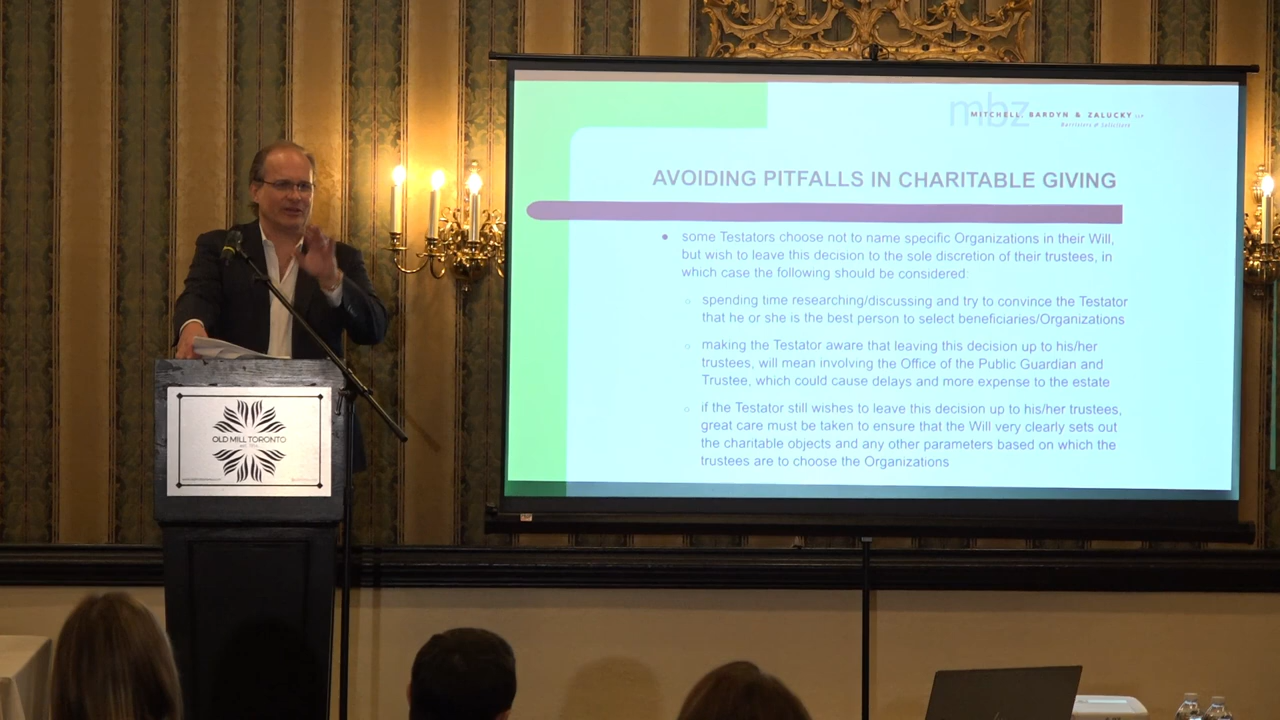 mbz
MITCHELL, BARDYN & ZALUCKY LLP
Barristers & Solicitors
AVOIDING PITFALLS IN CHARITABLE GIVING
• some Testators choose not to name specific Organizations in their Will,
but wish to leave this decision to the sole discretion of their trustees, in
which case the following should be considered:
○ spending time researching/discussing and try to convince the Testator
that he or she is the best person to select beneficiaries/Organizations
○ making the Testator aware that leaving this decision up to his/her
trustees, will mean involving the Office of the Public Guardian and
Trustee, which could cause delays and more expense to the estate
○ if the Testator still wishes to leave this decision up to his/her trustees,
great care must be taken to ensure that the Will very clearly sets out
the charitable objects and any other parameters based on which the
trustees are to choose the Organizations
OLD MILL TORONTO